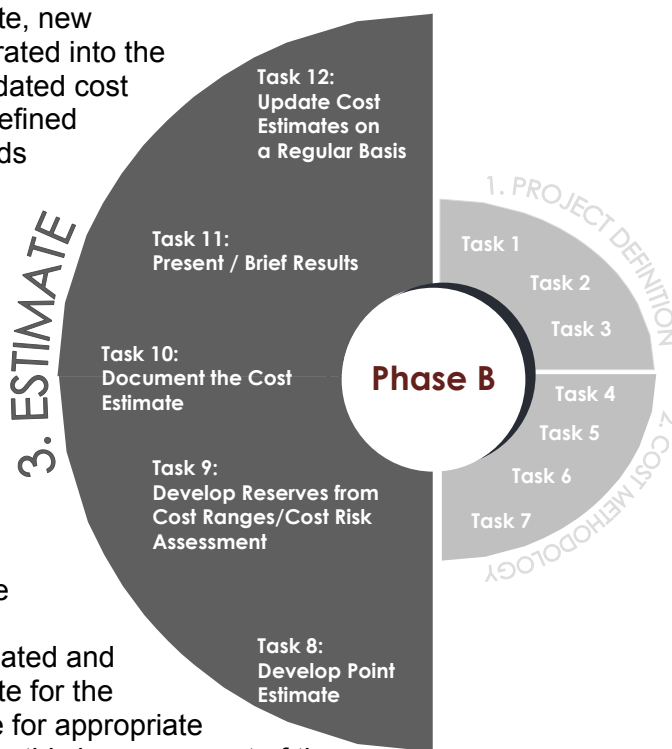 te, new
rated into the
dated cost
efined
ds
Task 12:
Update Cost
Estimates on
a Regular Basis
Task 11:
Present / Brief Results
3. ESTIMATE
Task 10:
Document the Cost
Estimate
Task 9:
Develop Reserves from
Cost Ranges/Cost Risk
Assessment
Task 8:
Develop Point
Estimate
Phase B
1. PROJECT DEFINITION
Task 1
Task 2
Task 3
Task 4
Task 5
Task 6
Task 7
2. COST METHODOLOGY
e
ated and
te for the
e for appropriate